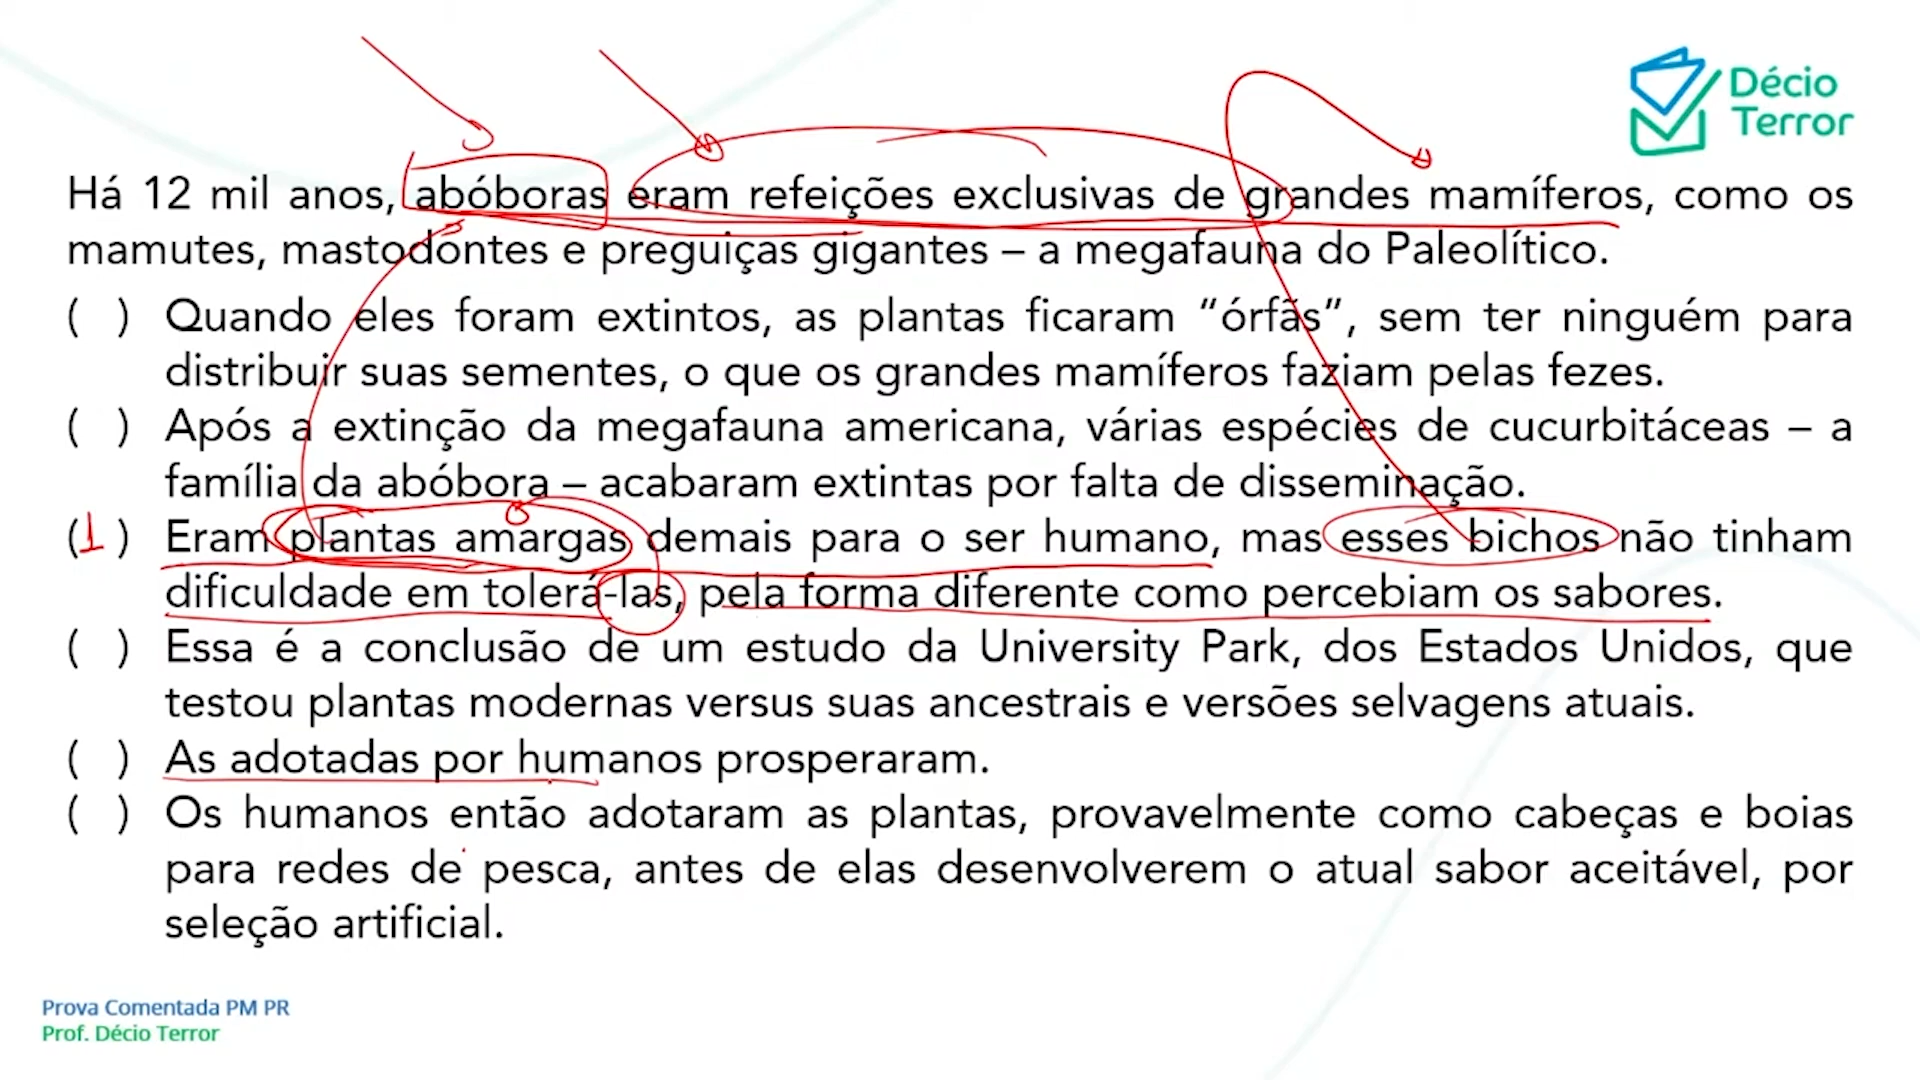 Décio
Terror
Há 12 mil anos, abóboras eram refeições exclusivas de grandes mamíferos, como os
mamutes, mastodontes e preguiças gigantes – a megafauna do Paleolítico.
( ) Quando eles foram extintos, as plantas ficaram “órfãs”, sem ter ninguém para
distribuir suas sementes, o que os grandes mamíferos faziam pelas fezes.
( ) Após a extinção da megafauna americana, várias espécies de cucurbitáceas – a
família da abóbora – acabaram extintas por falta de disseminação.
(1) Eram plantas amargas demais para o ser humano, mas esses bichos não tinham
dificuldade em tolerá-las, pela forma diferente como percebiam os sabores.
( ) Essa é a conclusão de um estudo da University Park, dos Estados Unidos, que
testou plantas modernas versus suas ancestrais e versões selvagens atuais.
( ) As adotadas por humanos prosperaram.
( ) Os humanos então adotaram as plantas, provavelmente como cabeças e boias
para redes de pesca, antes de elas desenvolverem o atual sabor aceitável, por
seleção artificial.
Prova Comentada PM PR
Prof. Décio Terror